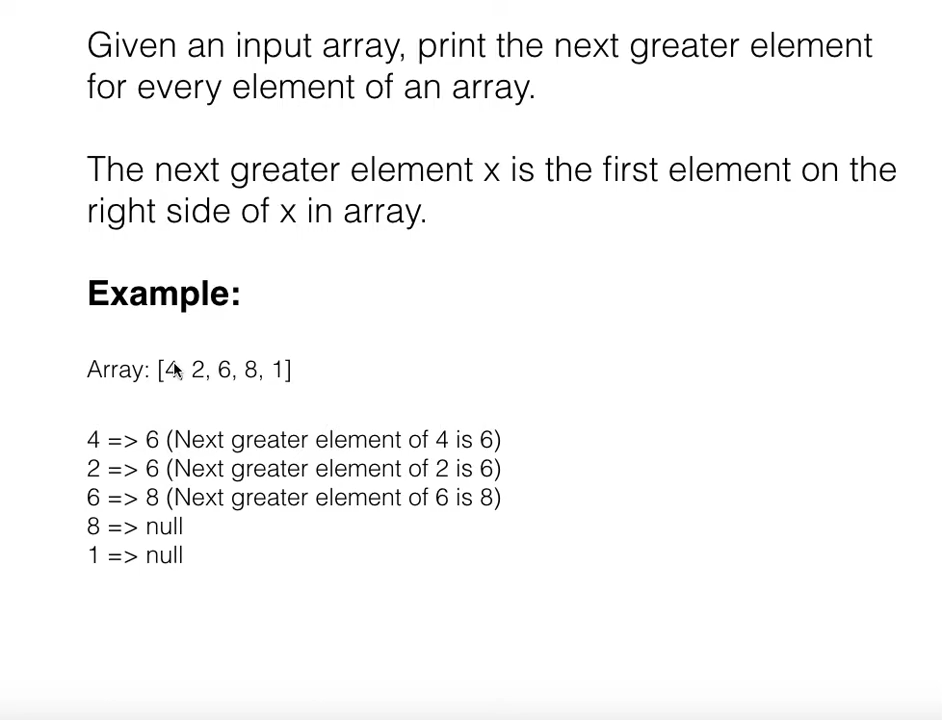 Given an input array, print the next greater element
for every element of an array.
The next greater element x is the first element on the
right side of x in array.
Example:
Array: [4, 2, 6, 8, 1]
4 => 6 (Next greater element of 4 is 6)
2 => 6 (Next greater element of 2 is 6)
6 => 8 (Next greater element of 6 is 8)
8 => null
1 => null